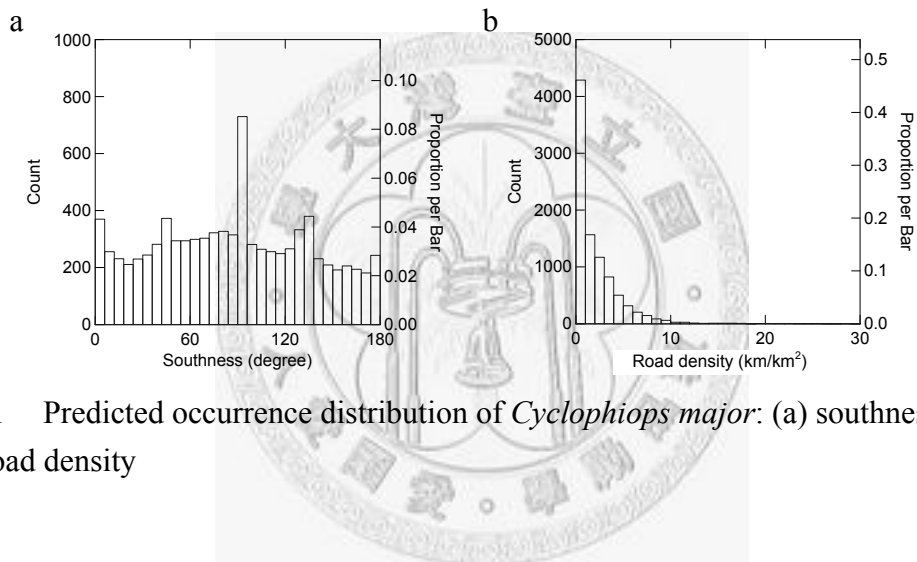 a
b
1000
800
600
400
200
0
Count
0.10
0.08
0.06
0.04
0.02
0.00
Proportion per Bar
0 60 120 180
Southness (degree)
5000
4000
3000
2000
1000
0
Count
0.5
0.4
0.3
0.2
0.1
0.0
Proportion per Bar
0 10 20 30
Road density (km/km²)
Predicted occurrence distribution of Cyclophiops major: (a) southne
oad density